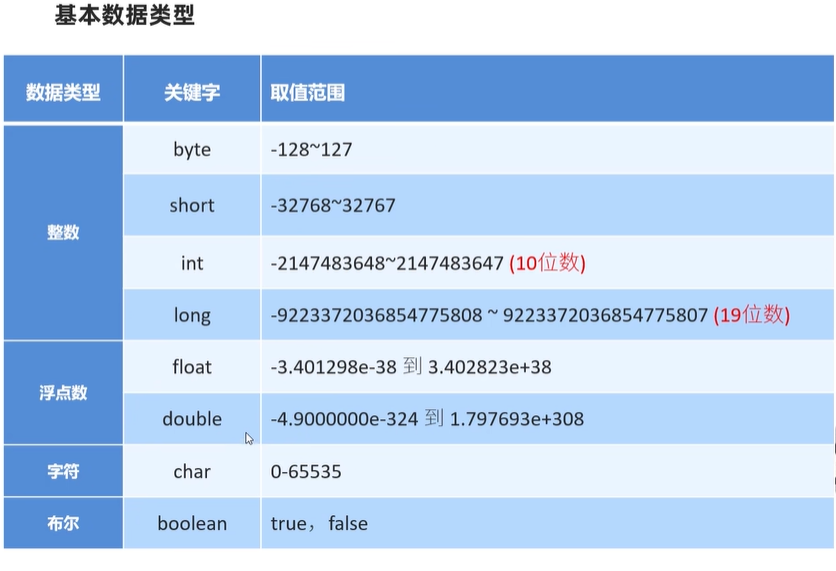 基本数据类型
数据类型 关键字 取值范围
整数
byte -128~127
short -32768~32767
int -2147483648~2147483647 (10位数)
long -9223372036854775808 ~ 9223372036854775807 (19位数)
浮点数
float -3.401298e-38 到 3.402823e+38
double -4.9000000e-324 到 1.797693e+308
字符 char 0-65535
布尔 boolean true，false